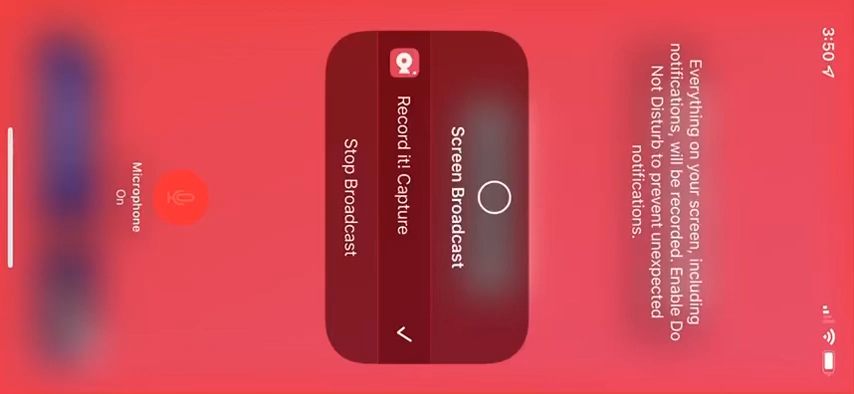 3:50
Everything on your screen, including
notifications, will be recorded. Enable Do
Not Disturb to prevent unexpected
notifications.
Screen Broadcast
Record it! Capture
Stop Broadcast
Microphone
On